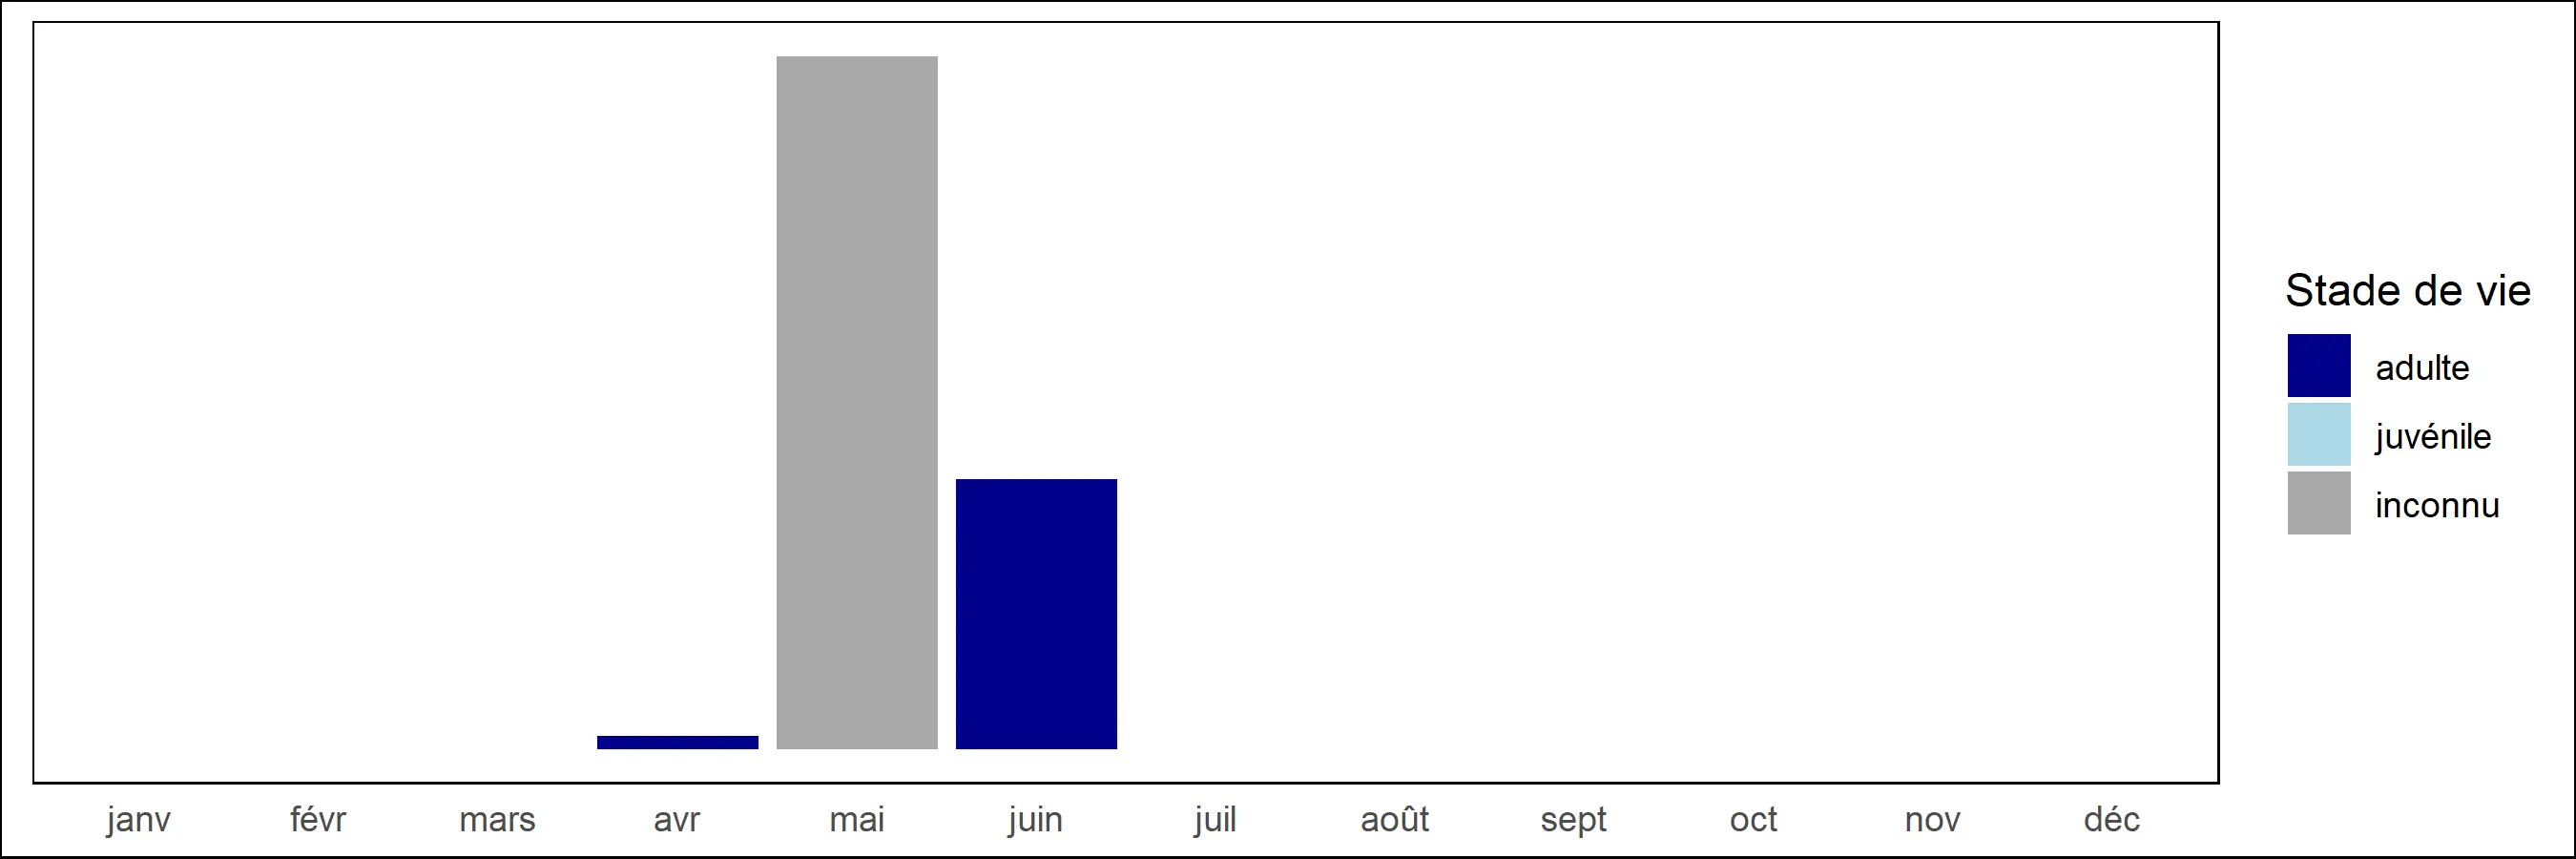 Stade de vie
adulte
juvénile
inconnu
janv févr mars avr mai juin juil août sept oct nov déc